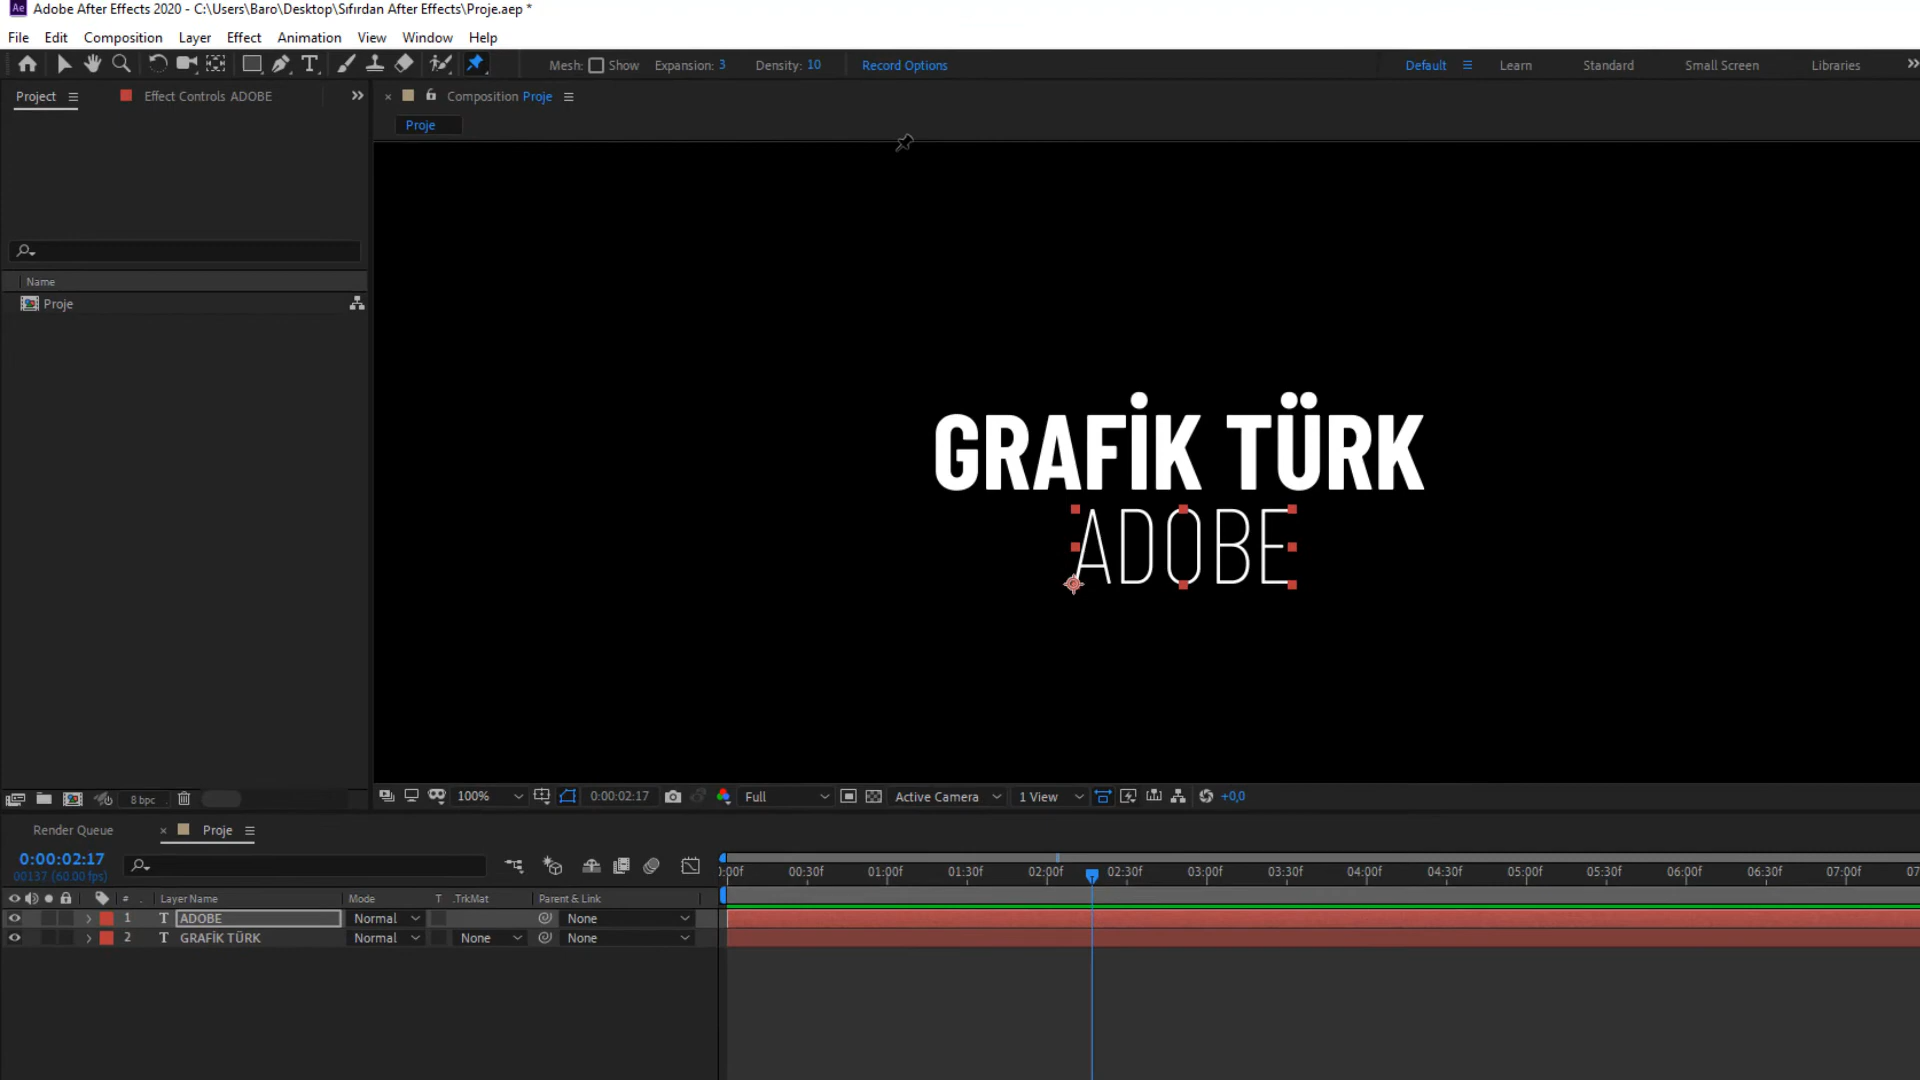 Adobe After Effects 2020 - C:\Users\Baro\Desktop\Sıfırdan After Effects\Proje.aep *
File Edit Composition Layer Effect Animation View Window Help
Mesh: Show Expansion: 3 Density: 10 Record Options Default Learn Standard Small Screen Libraries
Project Effect Controls ADOBE
Composition Proje
Proje
Name
Proje
GRAFİK TÜRK
ADOBE
8 bpc
100% 0:00:02:17 Full Active Camera 1 View +0,0
Render Queue Proje
0:00:02:17
00137 (60.00 fps)
:00f 00:30f 01:00f 01:30f 02:00f 02:30f 03:00f 03:30f 04:00f 04:30f 05:00f 05:30f 06:00f 06:30f 07:00f 07
# Layer Name Mode T .TrkMat Parent & Link
1 T ADOBE Normal None
2 T GRAFİK TÜRK Normal None None